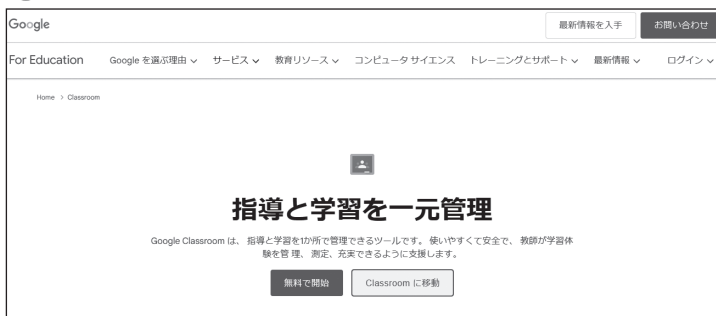 Google
最新情報を入手 お問い合わせ
For Education Google を選ぶ理由 サービス 教育リソース コンピュータ サイエンス トレーニングとサポート 最新情報 ログイン
Home > Classroom
指導と学習を一元管理
Google Classroom は、 指導と学習を1か所で管理できるツールです。 使いやすくて安全で、 教師が学習体
験を管 理、 測定、充実できるように支援します。
無料で開始 Classroom に移動